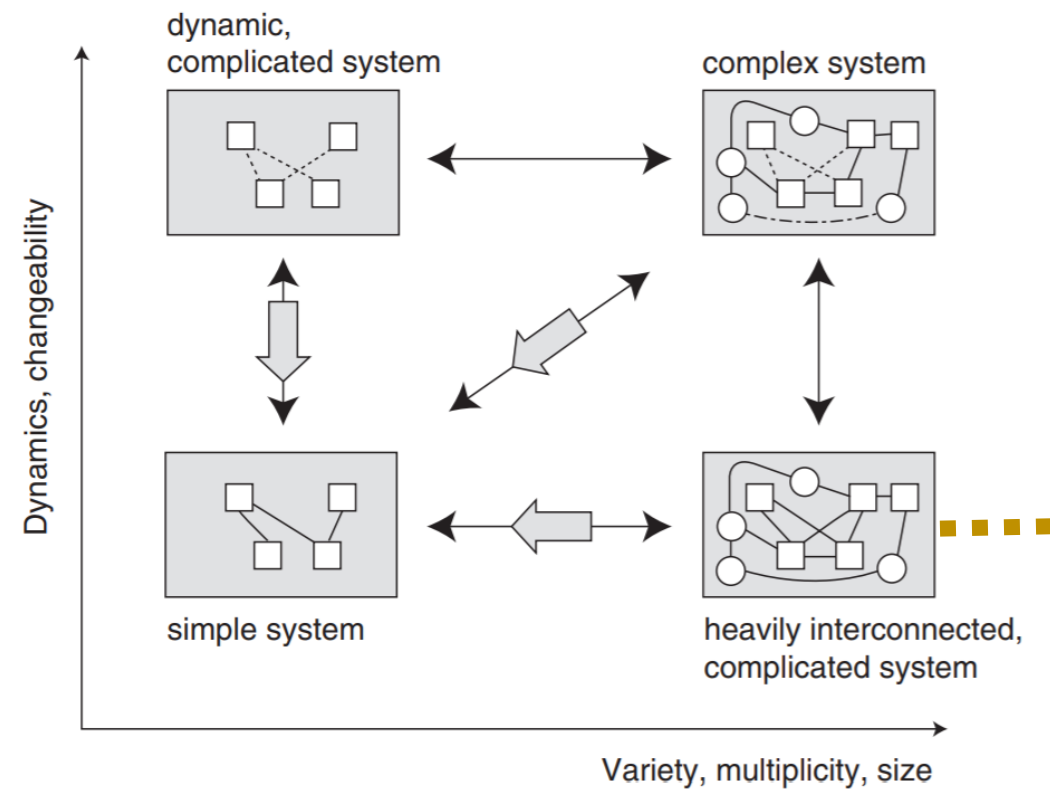 dynamic,
complicated system
complex system
Dynamics, changeability
simple system
heavily interconnected,
complicated system
Variety, multiplicity, size